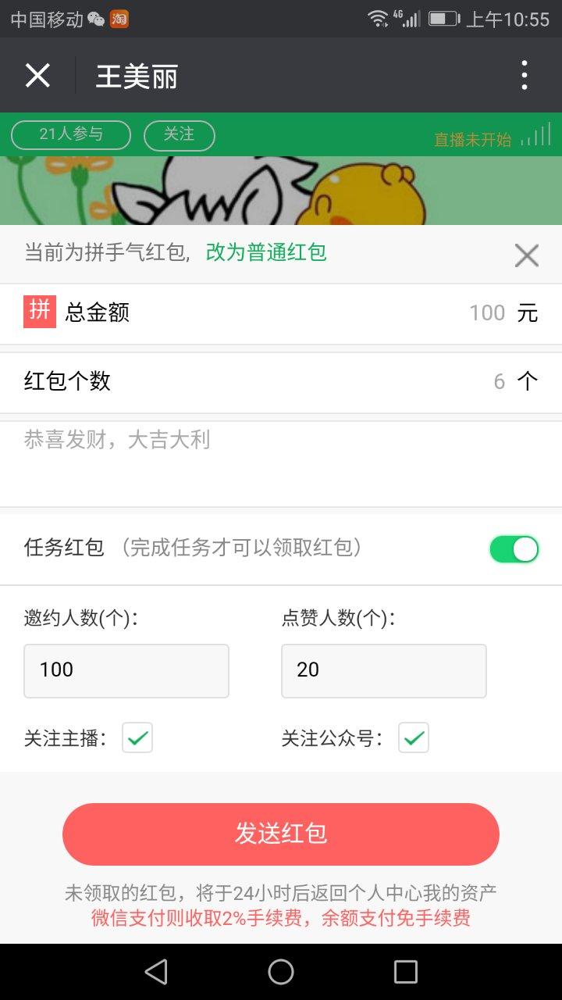 中国移动 淘 4G 上午10:55
王美丽
21人参与 关注 直播未开始
当前为拼手气红包, 改为普通红包
拼 总金额 100 元
红包个数 6 个
恭喜发财，大吉大利
任务红包 （完成任务才可以领取红包）
邀约人数(个)： 点赞人数(个)：
100 20
关注主播： 关注公众号：
发送红包
未领取的红包，将于24小时后返回个人中心我的资产
微信支付则收取2%手续费，余额支付免手续费